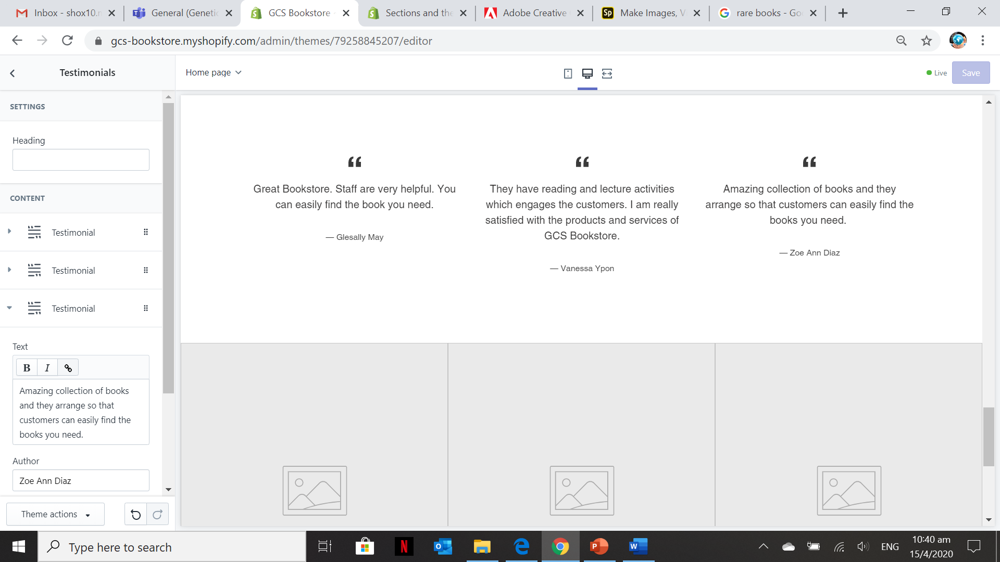 Inbox - shox10.
General (Genetic
GCS Bookstore
Sections and the
Adobe Creative
Sp
Make Images, V
rare books - Go
gcs-bookstore.myshopify.com/admin/themes/79258845207/editor
Testimonials
Home page
Live
Save
SETTINGS
Heading
CONTENT
Testimonial
Testimonial
Testimonial
Text
B I
Amazing collection of books
and they arrange so that
customers can easily find the
books you need.
Author
Zoe Ann Diaz
Theme actions
“
Great Bookstore. Staff are very helpful. You
can easily find the book you need.
— Glesally May
“
They have reading and lecture activities
which engages the customers. I am really
satisfied with the products and services of
GCS Bookstore.
— Vanessa Ypon
“
Amazing collection of books and they
arrange so that customers can easily find the
books you need.
— Zoe Ann Diaz
Type here to search
ENG
10:40 am
15/4/2020